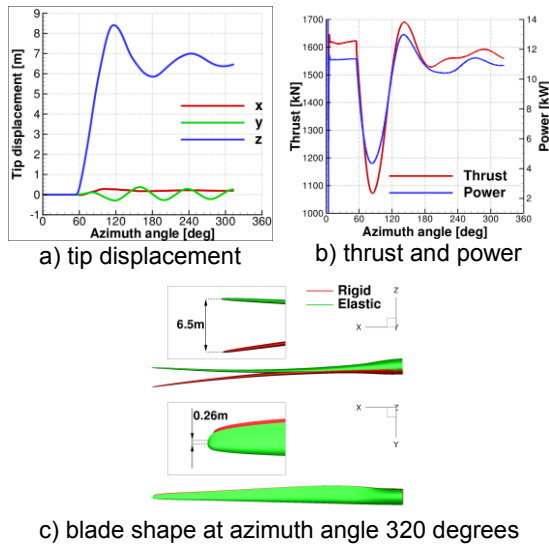 9
8
7
6
5
4
3
2
1
0
-1
Tip displacement [m]
x
y
z
0 60 120 180 240 300 360
Azimuth angle [deg]
a) tip displacement
1700
1600
1500
1400
1300
1200
1100
1000
Thrust [kN]
14
12
10
8
6
4
2
Power [kW]
Thrust
Power
0 60 120 180 240 300 360
Azimuth angle [deg]
b) thrust and power
Rigid
Elastic
6.5m
Z
X
Y
0.26m
X
Z
Y
c) blade shape at azimuth angle 320 degrees